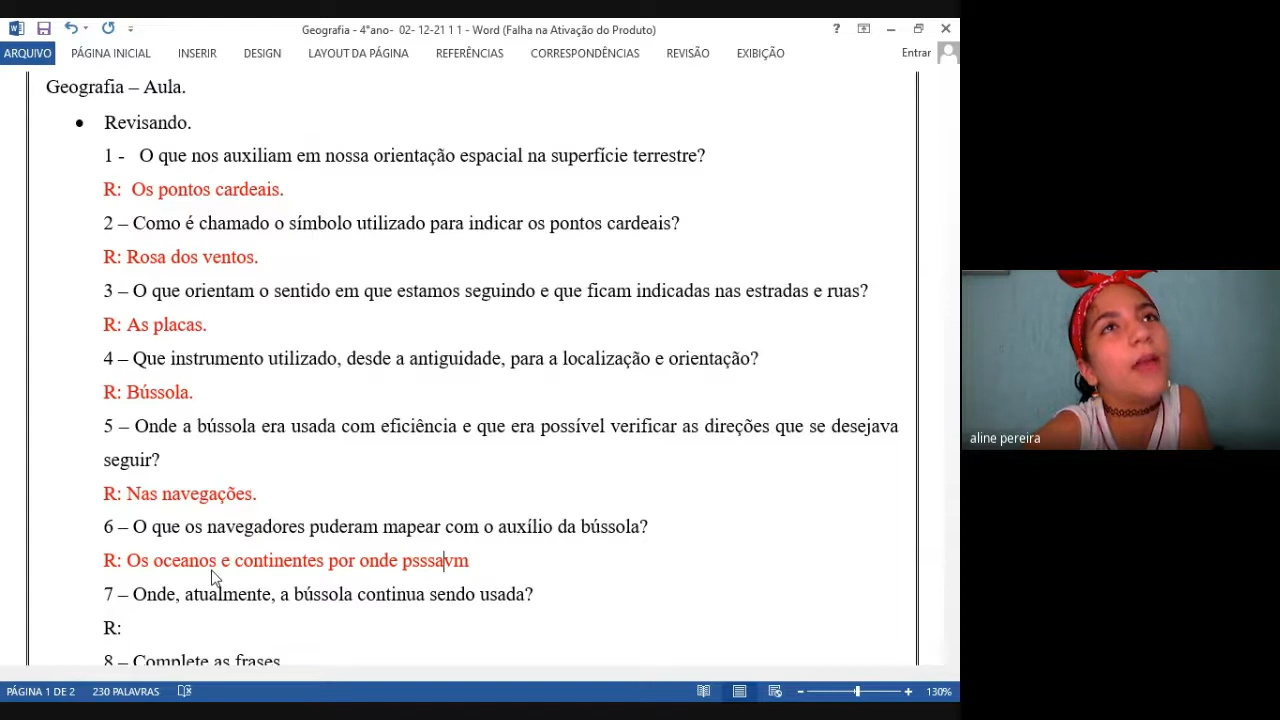 Geografia - 4°ano-  02- 12-21 1 1 - Word (Falha na Ativação do Produto)
ARQUIVO PÁGINA INICIAL INSERIR DESIGN LAYOUT DA PÁGINA REFERÊNCIAS CORRESPONDÊNCIAS REVISÃO EXIBIÇÃO Entrar
Geografia – Aula.
• Revisando.
1 -   O que nos auxiliam em nossa orientação espacial na superfície terrestre?
R:  Os pontos cardeais.
2 – Como é chamado o símbolo utilizado para indicar os pontos cardeais?
R: Rosa dos ventos.
3 – O que orientam o sentido em que estamos seguindo e que ficam indicadas nas estradas e ruas?
R: As placas.
4 – Que instrumento utilizado, desde a antiguidade, para a localização e orientação?
R: Bússola.
5 – Onde a bússola era usada com eficiência e que era possível verificar as direções que se desejava
seguir?
R: Nas navegações.
6 – O que os navegadores puderam mapear com o auxílio da bússola?
R: Os oceanos e continentes por onde psssavm
7 – Onde, atualmente, a bússola continua sendo usada?
R:
8 – Complete as frases
PÁGINA 1 DE 2 230 PALAVRAS 130%
aline pereira